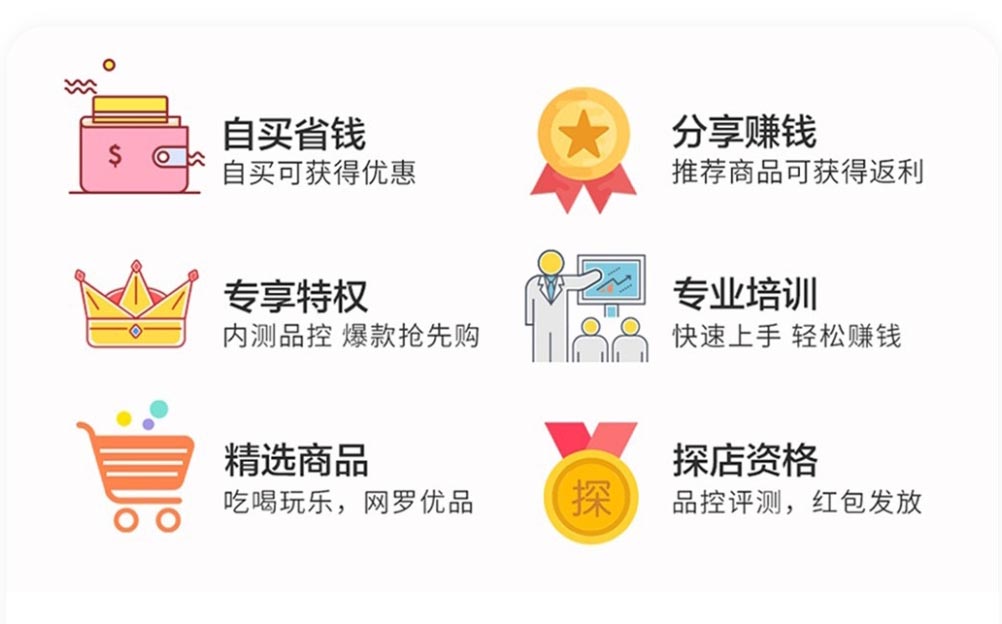 自买省钱
自买可获得优惠
分享赚钱
推荐商品可获得返利
$
专享特权
内测品控 爆款抢先购
专业培训
快速上手 轻松赚钱
精选商品
吃喝玩乐，网罗优品
探店资格
品控评测，红包发放
探